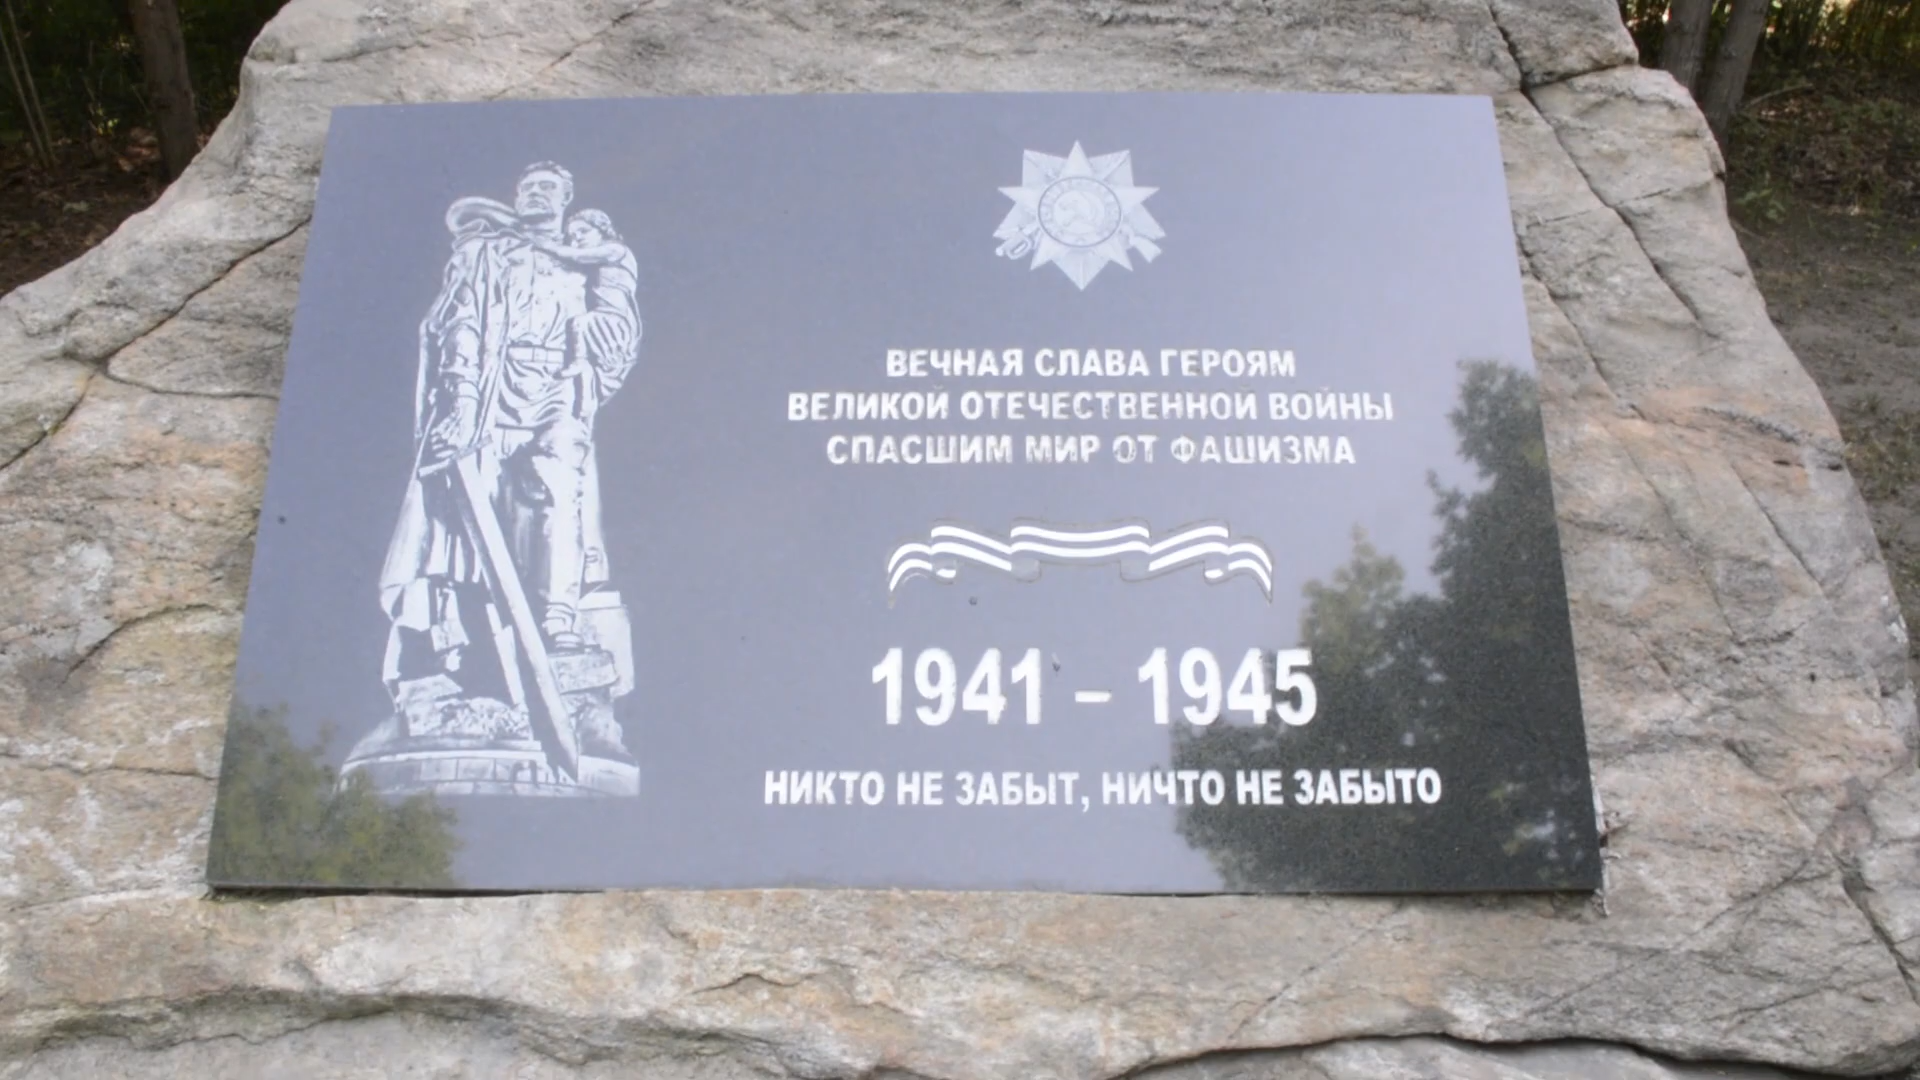 ВЕЧНАЯ СЛАВА ГЕРОЯМ
ВЕЛИКОЙ ОТЕЧЕСТВЕННОЙ ВОЙНЫ
СПАСШИМ МИР ОТ ФАШИЗМА
1941 – 1945
НИКТО НЕ ЗАБЫТ, НИЧТО НЕ ЗАБЫТО